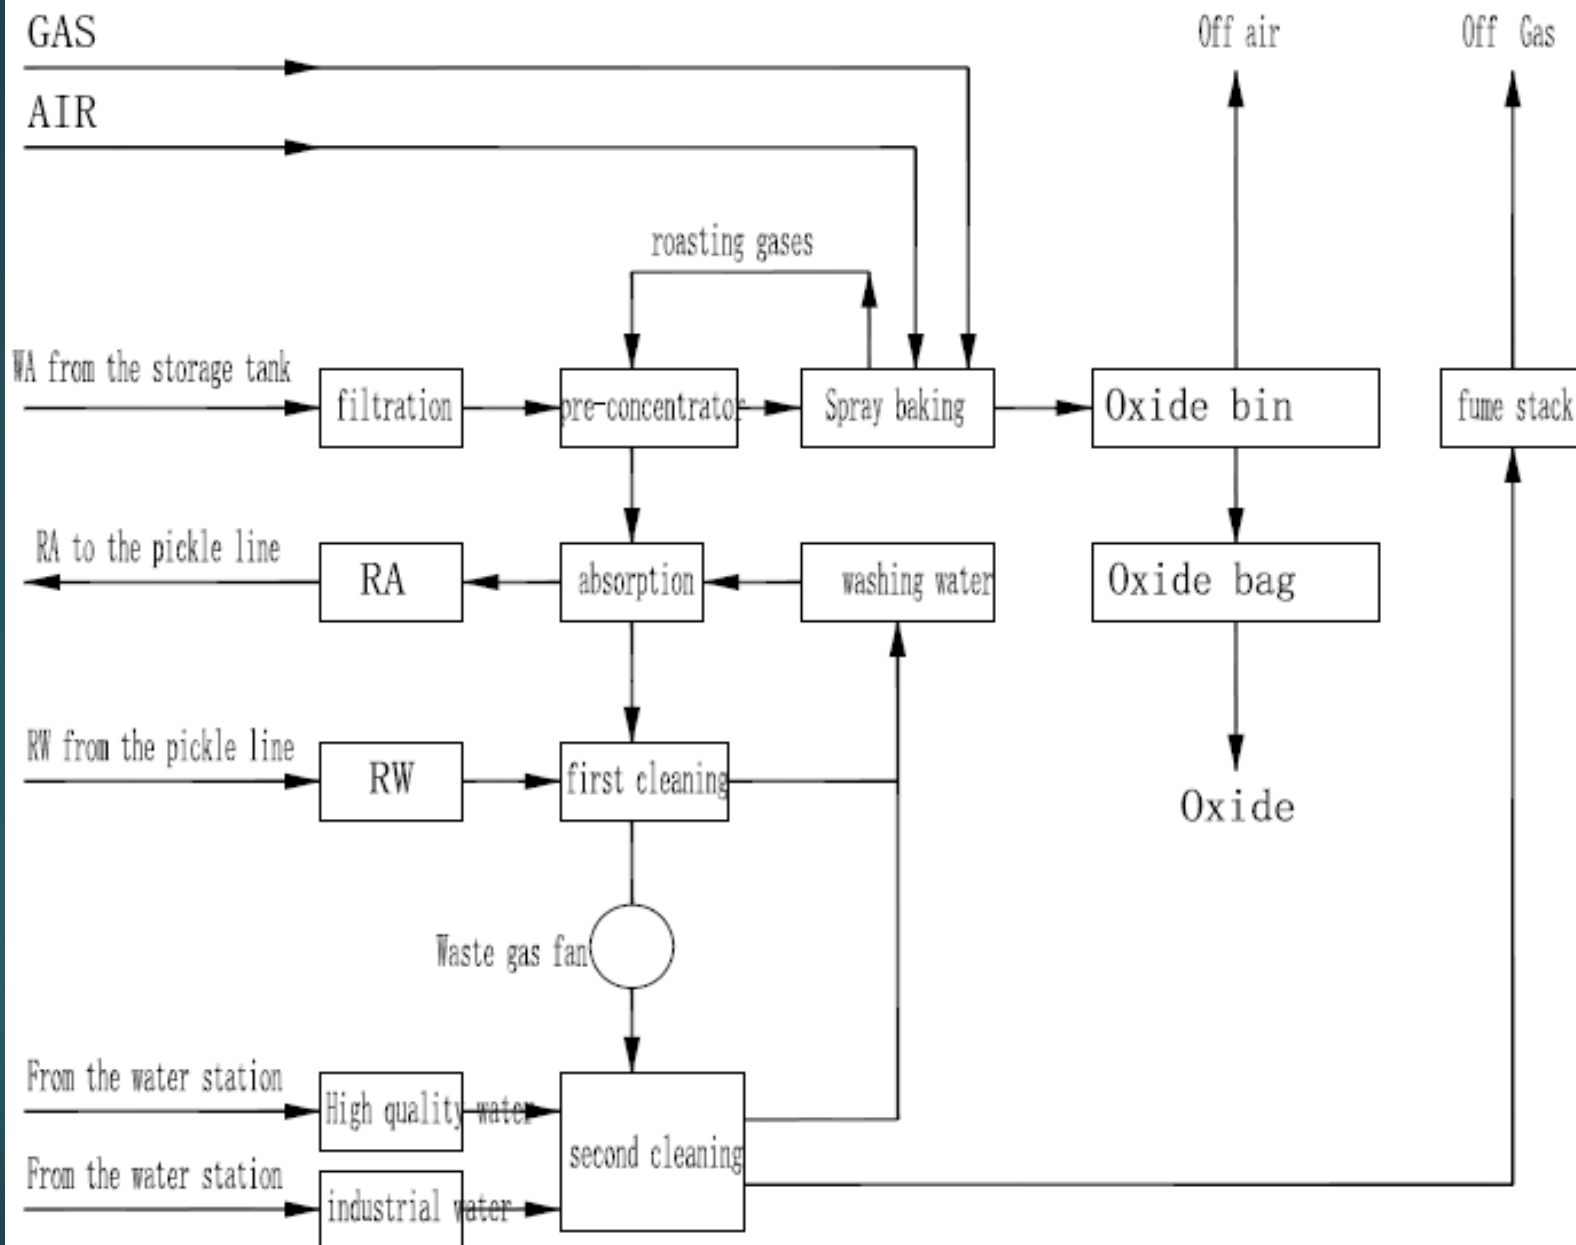 GAS
Off air
Off Gas
AIR
roasting gases
WA from the storage tank
filtration
pre-concentrator
Spray baking
Oxide bin
fume stack
RA to the pickle line
RA
absorption
washing water
Oxide bag
RW from the pickle line
RW
first cleaning
Oxide
Waste gas fan
From the water station
High quality water
second cleaning
From the water station
industrial water